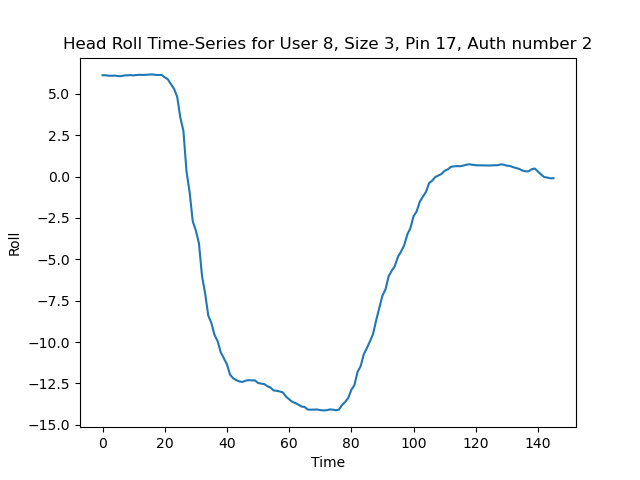 Head Roll Time-Series for User 8, Size 3, Pin 17, Auth number 2
5.0
2.5
0.0
−2.5
−5.0
−7.5
−10.0
−12.5
−15.0
Roll
0 20 40 60 80 100 120 140
Time